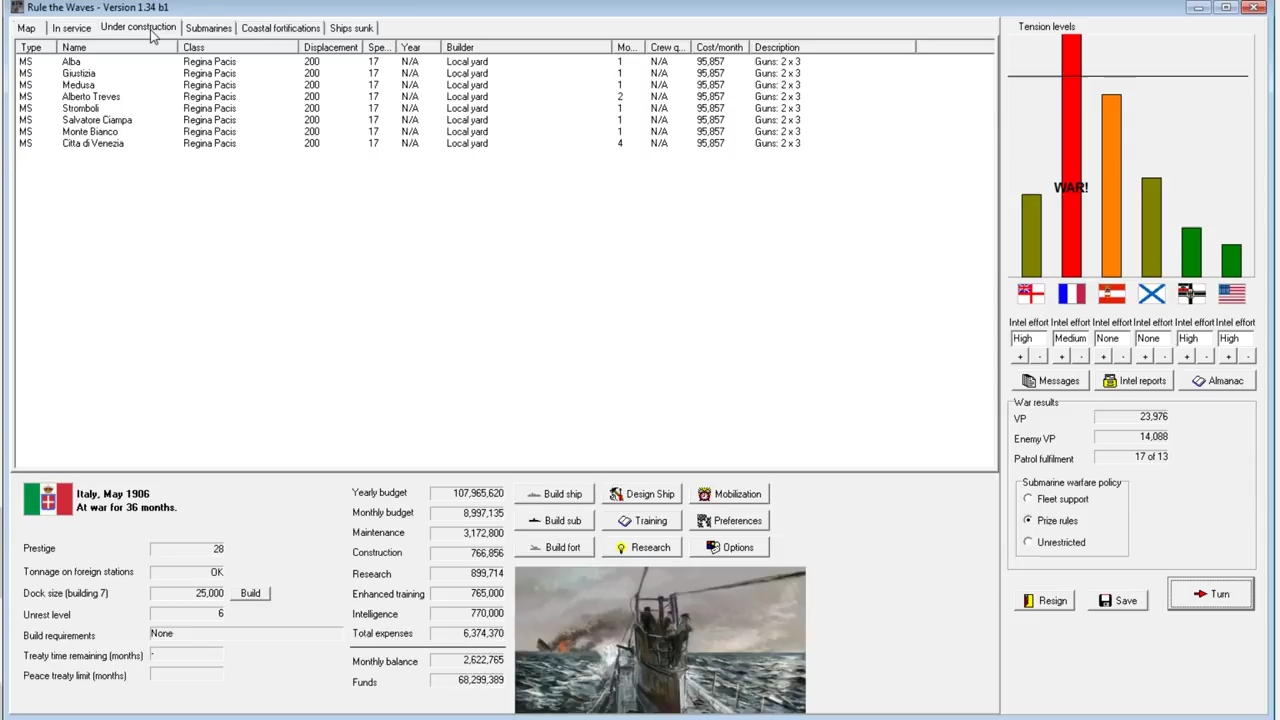 Rule the Waves - Version 1.34 b1
Map In service Under construction Submarines Coastal fortifications Ships sunk
Type Name Class Displacement Spe... Year Builder Mo... Crew q... Cost/month Description
MS Alba Regina Pacis 200 17 N/A Local yard 1 N/A 95,857 Guns: 2 x 3
MS Giustizia Regina Pacis 200 17 N/A Local yard 1 N/A 95,857 Guns: 2 x 3
MS Medusa Regina Pacis 200 17 N/A Local yard 1 N/A 95,857 Guns: 2 x 3
MS Alberto Treves Regina Pacis 200 17 N/A Local yard 2 N/A 95,857 Guns: 2 x 3
MS Stromboli Regina Pacis 200 17 N/A Local yard 1 N/A 95,857 Guns: 2 x 3
MS Salvatore Ciampa Regina Pacis 200 17 N/A Local yard 1 N/A 95,857 Guns: 2 x 3
MS Monte Bianco Regina Pacis 200 17 N/A Local yard 1 N/A 95,857 Guns: 2 x 3
MS Citta di Venezia Regina Pacis 200 17 N/A Local yard 4 N/A 95,857 Guns: 2 x 3
Tension levels
WAR!
Intel effort Intel effort Intel effort Intel effort Intel effort Intel effort
High Medium None None High High
+ - + - + - + - + - + -
Messages Intel reports Almanac
War results
VP 23,976
Enemy VP 14,088
Patrol fulfilment 17 of 13
Submarine warfare policy
Fleet support
Prize rules
Unrestricted
Resign Save Turn
Italy, May 1906
At war for 36 months.
Prestige 28
Tonnage on foreign stations OK
Dock size (building 7) 25,000 Build
Unrest level 6
Build requirements None
Treaty time remaining (months) -
Peace treaty limit (months)
Yearly budget 107,965,620
Monthly budget 8,997,135
Maintenance 3,172,800
Construction 766,856
Research 899,714
Enhanced training 765,000
Intelligence 770,000
Total expenses 6,374,370
Monthly balance 2,622,765
Funds 68,299,389
Build ship Design Ship Mobilization
Build sub Training Preferences
Build fort Research Options